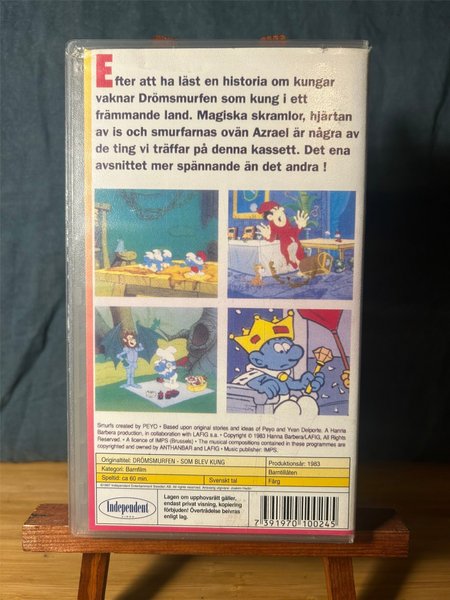 Efter att ha läst en historia om kungar
vaknar Drömsmurfen som kung i ett
främmande land. Magiska skramlor, hjärtan
av is och smurfarnas ovän Azrael är några av
de ting vi träffar på denna kassett. Det ena
avsnittet mer spännande än det andra !
Smurfs created by PEYO • Based upon original stories and ideas of Peyo and Yvan Delporte. A Hanna
Barbera production, in collaboration with LAFIG s.a. • Copyright © 1983 Hanna Barbera/LAFIG, All Rights
Reserved. • A licence of IMPS (Brussels) • The musical compositions contained in these programmes are
owned by ANTHANBAR and LAFIG • Music publisher: IMPS.
Originaltitel: DRÖMSMURFEN - SOM BLEV KUNG
Produktionsår: 1983
Kategori: Barnfilm
Barntillåten
Speltid: ca 60 min.
Svenskt tal
Färg
Independent
VIDEO
Lagen om upphovsrätt gäller,
endast privat visning, kopiering
förbjuden! Överträdelse beivras
enligt lag.
7 391970 100245